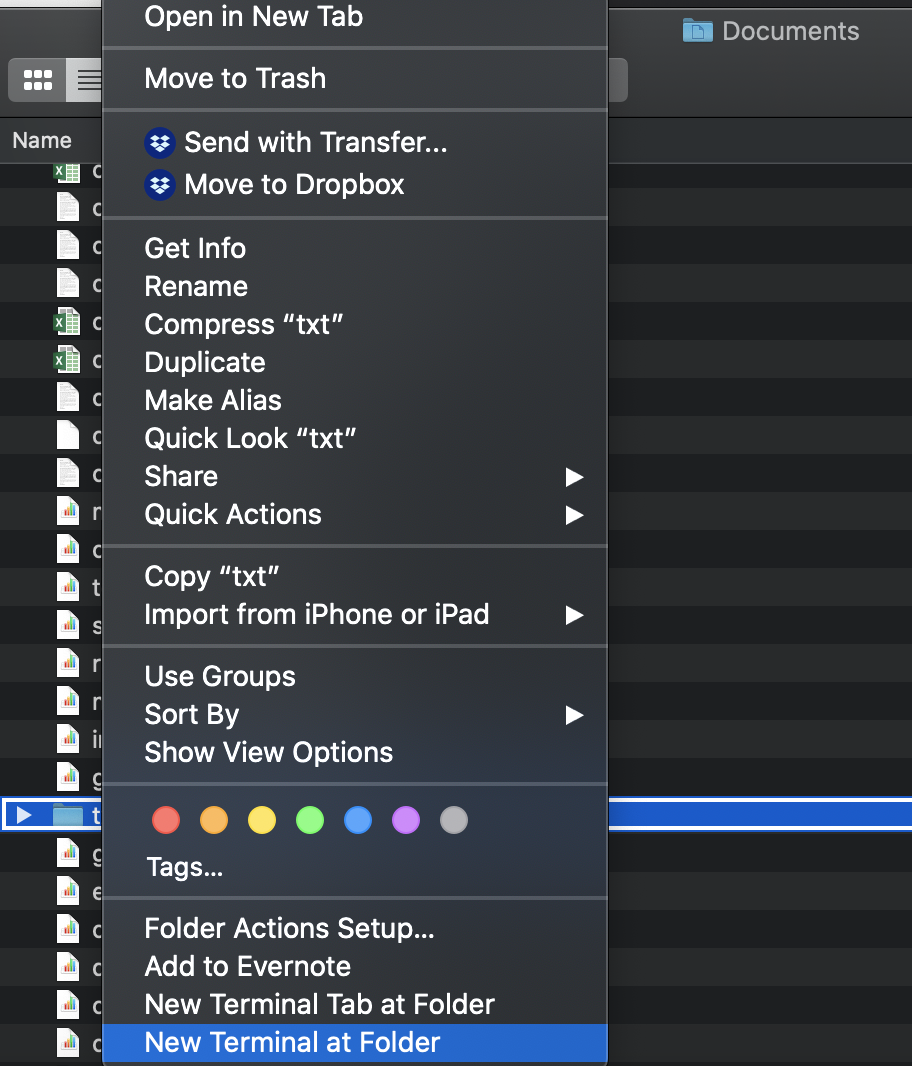 Open in New Tab
Documents
Move to Trash
Name
Send with Transfer...
Move to Dropbox
Get Info
Rename
Compress “txt”
Duplicate
Make Alias
Quick Look “txt”
Share
Quick Actions
Copy “txt”
Import from iPhone or iPad
Use Groups
Sort By
Show View Options
Tags...
Folder Actions Setup...
Add to Evernote
New Terminal Tab at Folder
New Terminal at Folder